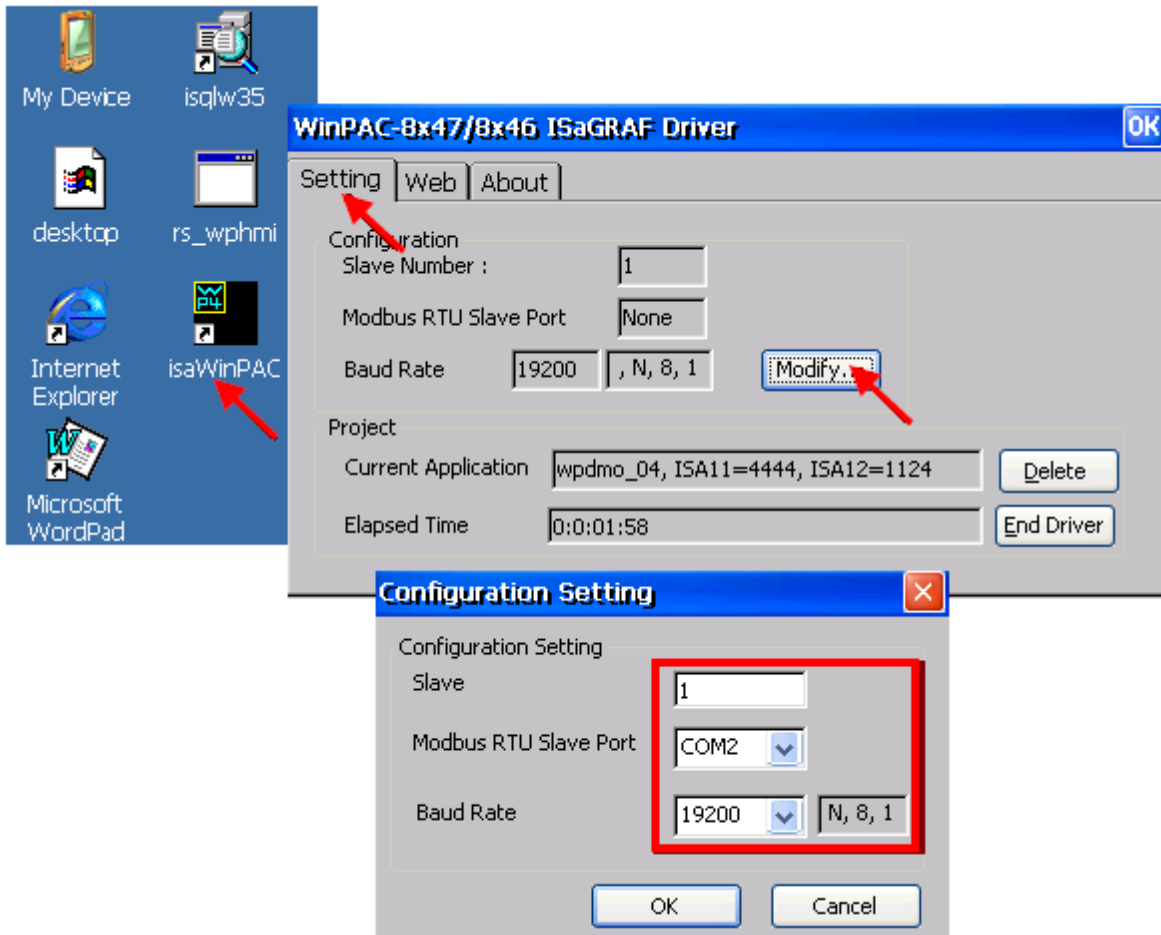 My Device
isqlw35
desktop
rs_wphmi
Internet
Explorer
isaWinPAC
Microsoft
WordPad
WinPAC-8x47/8x46 ISaGRAF Driver
OK
Setting
Web
About
Configuration
Slave Number :
1
Modbus RTU Slave Port
None
Baud Rate
19200
, N, 8, 1
Modify...
Project
Current Application
wpdmo_04, ISA11=4444, ISA12=1124
Delete
Elapsed Time
0:0:01:58
End Driver
Configuration Setting
Configuration Setting
Slave
1
Modbus RTU Slave Port
COM2
Baud Rate
19200
N, 8, 1
OK
Cancel